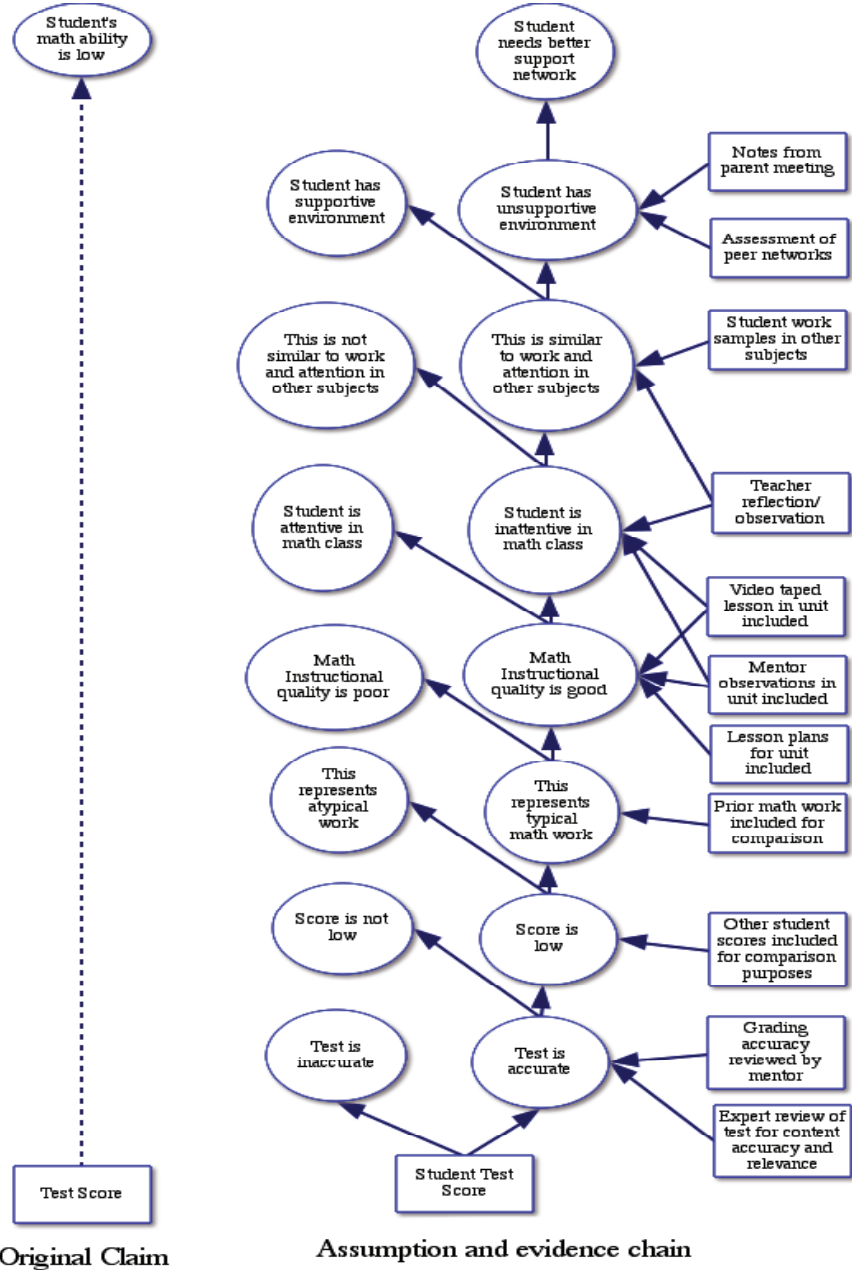 Student's
math ability
is low
Student
needs better
support
network
Notes from
parent meeting
Student has
supportive
environment
Student has
unsupportive
environment
Assessment of
peer networks
This is not
similar to work
and attention in
other subjects
This is similar
to work and
attention in
other subjects
Student work
samples in other
subjects
Student is
attentive in
math class
Student is
inattentive in
math class
Teacher
reflection/
observation
Video taped
lesson in unit
included
Math
Instructional
quality is poor
Math
Instructional
quality is good
Mentor
observations in
unit included
Lesson plans
for unit
included
This
represents
atypical
work
This
represents
typical
math work
Prior math work
included for
comparison
Score is not
low
Score is
low
Other student
scores included
for comparison
purposes
Test is
inaccurate
Test is
accurate
Grading
accuracy
reviewed by
mentor
Expert review of
test for content
accuracy and
relevance
Test Score
Student Test
Score
Original Claim
Assumption and evidence chain